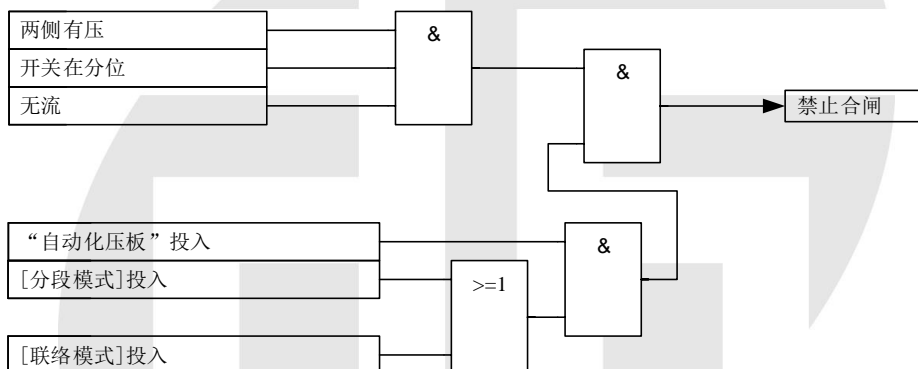 两侧有压
&
开关在分位
&
无流
禁止合闸
“自动化压板”投入
&
[分段模式]投入
>=1
[联络模式]投入